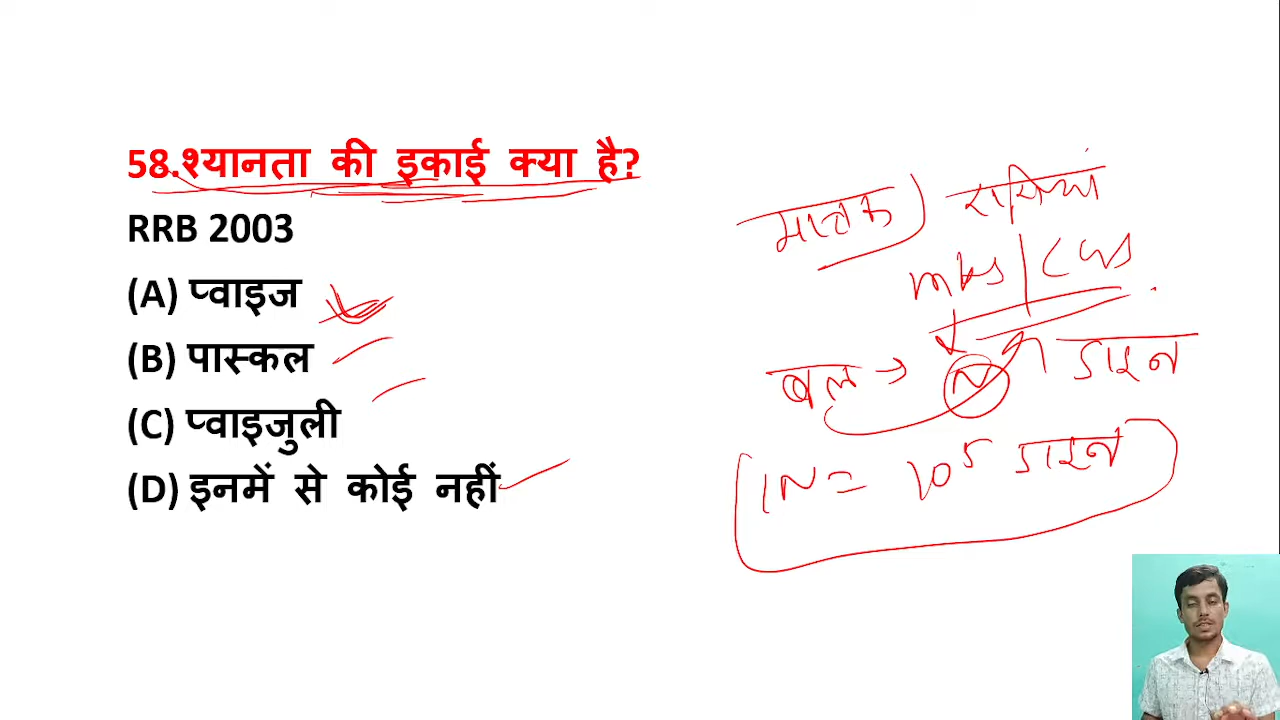 58.श्यानता की इकाई क्या है?
RRB 2003
(A) प्वाइज
(B) पास्कल
(C) प्वाइजुली
(D) इनमें से कोई नहीं
मात्रक राशियां
mks | CGS
बल → N डाइन
1N = 10⁵ डाइन